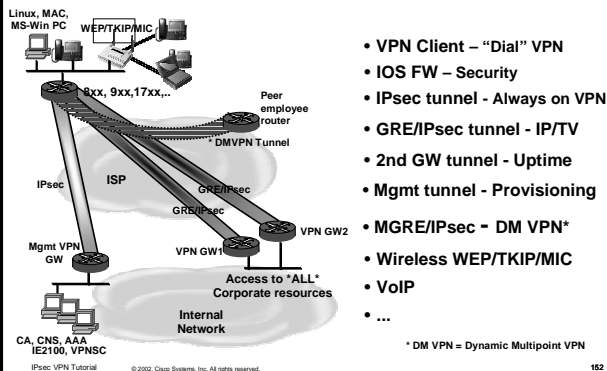 Linux, MAC,
MS-Win PC
WEP/TKIP/MIC
8xx, 9xx,17xx,..
Peer
employee
router
* DMVPN Tunnel
IPsec
ISP
GRE/IPsec
GRE/IPsec
VPN GW2
Mgmt VPN
GW
VPN GW1
Access to *ALL*
Corporate resources
Internal
Network
CA, CNS, AAA
IE2100, VPNSC
• VPN Client – “Dial” VPN
• IOS FW – Security
• IPsec tunnel - Always on VPN
• GRE/IPsec tunnel - IP/TV
• 2nd GW tunnel - Uptime
• Mgmt tunnel - Provisioning
• MGRE/IPsec - DM VPN*
• Wireless WEP/TKIP/MIC
• VoIP
• ...
* DM VPN = Dynamic Multipoint VPN
IPsec VPN Tutorial © 2002, Cisco Systems, Inc. All rights reserved. 152